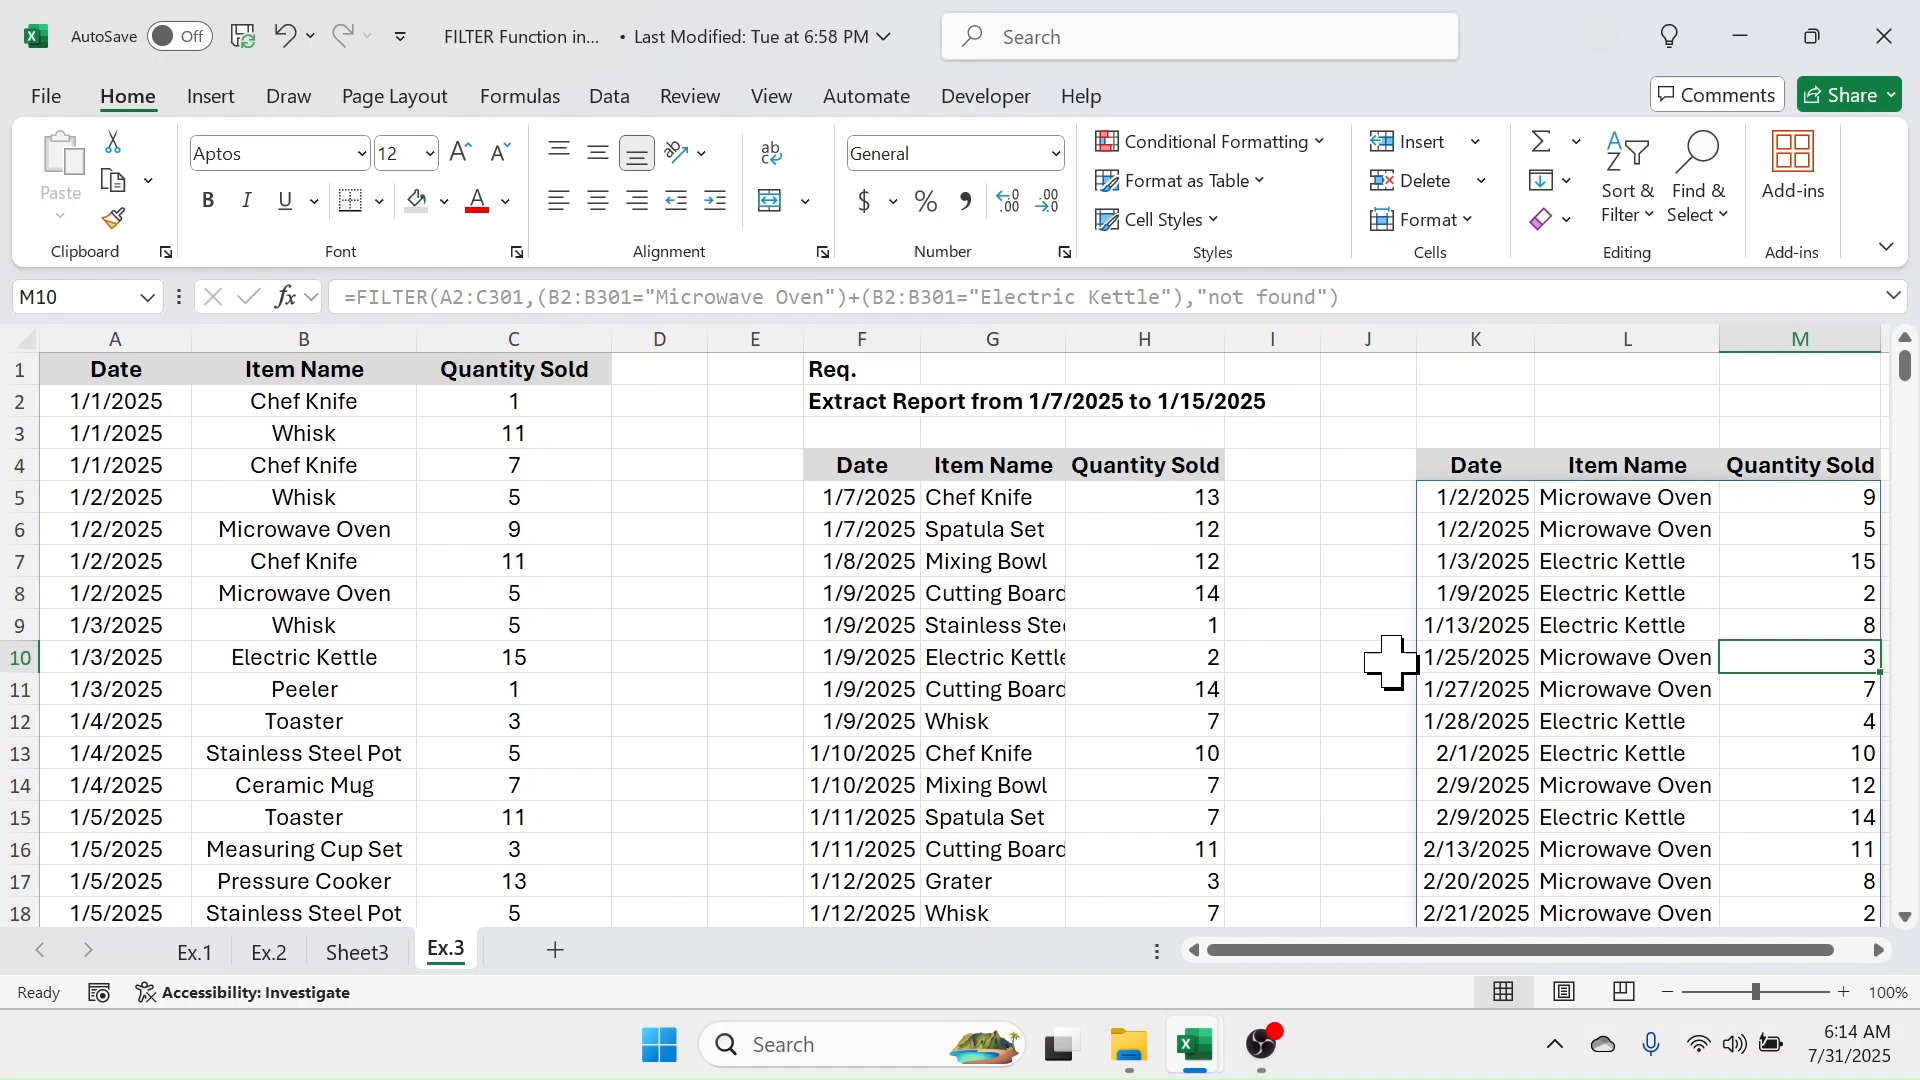 AutoSave Off FILTER Function in... • Last Modified: Tue at 6:58 PM Search
File Home Insert Draw Page Layout Formulas Data Review View Automate Developer Help Comments Share
Paste Aptos 12 General Conditional Formatting Insert
Format as Table Delete Sort & Filter Find & Select Add-ins
B I U A $ % Cell Styles Format
Clipboard Font Alignment Number Styles Cells Editing Add-ins
M10 fx =FILTER(A2:C301,(B2:B301="Microwave Oven")+(B2:B301="Electric Kettle"),"not found")
A B C D E F G H I J K L M
1 Date Item Name Quantity Sold Req.
2 1/1/2025 Chef Knife 1 Extract Report from 1/7/2025 to 1/15/2025
3 1/1/2025 Whisk 11
4 1/1/2025 Chef Knife 7 Date Item Name Quantity Sold Date Item Name Quantity Sold
5 1/2/2025 Whisk 5 1/7/2025 Chef Knife 13 1/2/2025 Microwave Oven 9
6 1/2/2025 Microwave Oven 9 1/7/2025 Spatula Set 12 1/2/2025 Microwave Oven 5
7 1/2/2025 Chef Knife 11 1/8/2025 Mixing Bowl 12 1/3/2025 Electric Kettle 15
8 1/2/2025 Microwave Oven 5 1/9/2025 Cutting Board 14 1/9/2025 Electric Kettle 2
9 1/3/2025 Whisk 5 1/9/2025 Stainless Stee 1 1/13/2025 Electric Kettle 8
10 1/3/2025 Electric Kettle 15 1/9/2025 Electric Kettle 2 1/25/2025 Microwave Oven 3
11 1/3/2025 Peeler 1 1/9/2025 Cutting Board 14 1/27/2025 Microwave Oven 7
12 1/4/2025 Toaster 3 1/9/2025 Whisk 7 1/28/2025 Electric Kettle 4
13 1/4/2025 Stainless Steel Pot 5 1/10/2025 Chef Knife 10 2/1/2025 Electric Kettle 10
14 1/4/2025 Ceramic Mug 7 1/10/2025 Mixing Bowl 7 2/9/2025 Microwave Oven 12
15 1/5/2025 Toaster 11 1/11/2025 Spatula Set 7 2/9/2025 Electric Kettle 14
16 1/5/2025 Measuring Cup Set 3 1/11/2025 Cutting Board 11 2/13/2025 Microwave Oven 11
17 1/5/2025 Pressure Cooker 13 1/12/2025 Grater 3 2/20/2025 Microwave Oven 8
18 1/5/2025 Stainless Steel Pot 5 1/12/2025 Whisk 7 2/21/2025 Microwave Oven 2
Ex.1 Ex.2 Sheet3 Ex.3
Ready Accessibility: Investigate 100%
Search 6:14 AM
7/31/2025